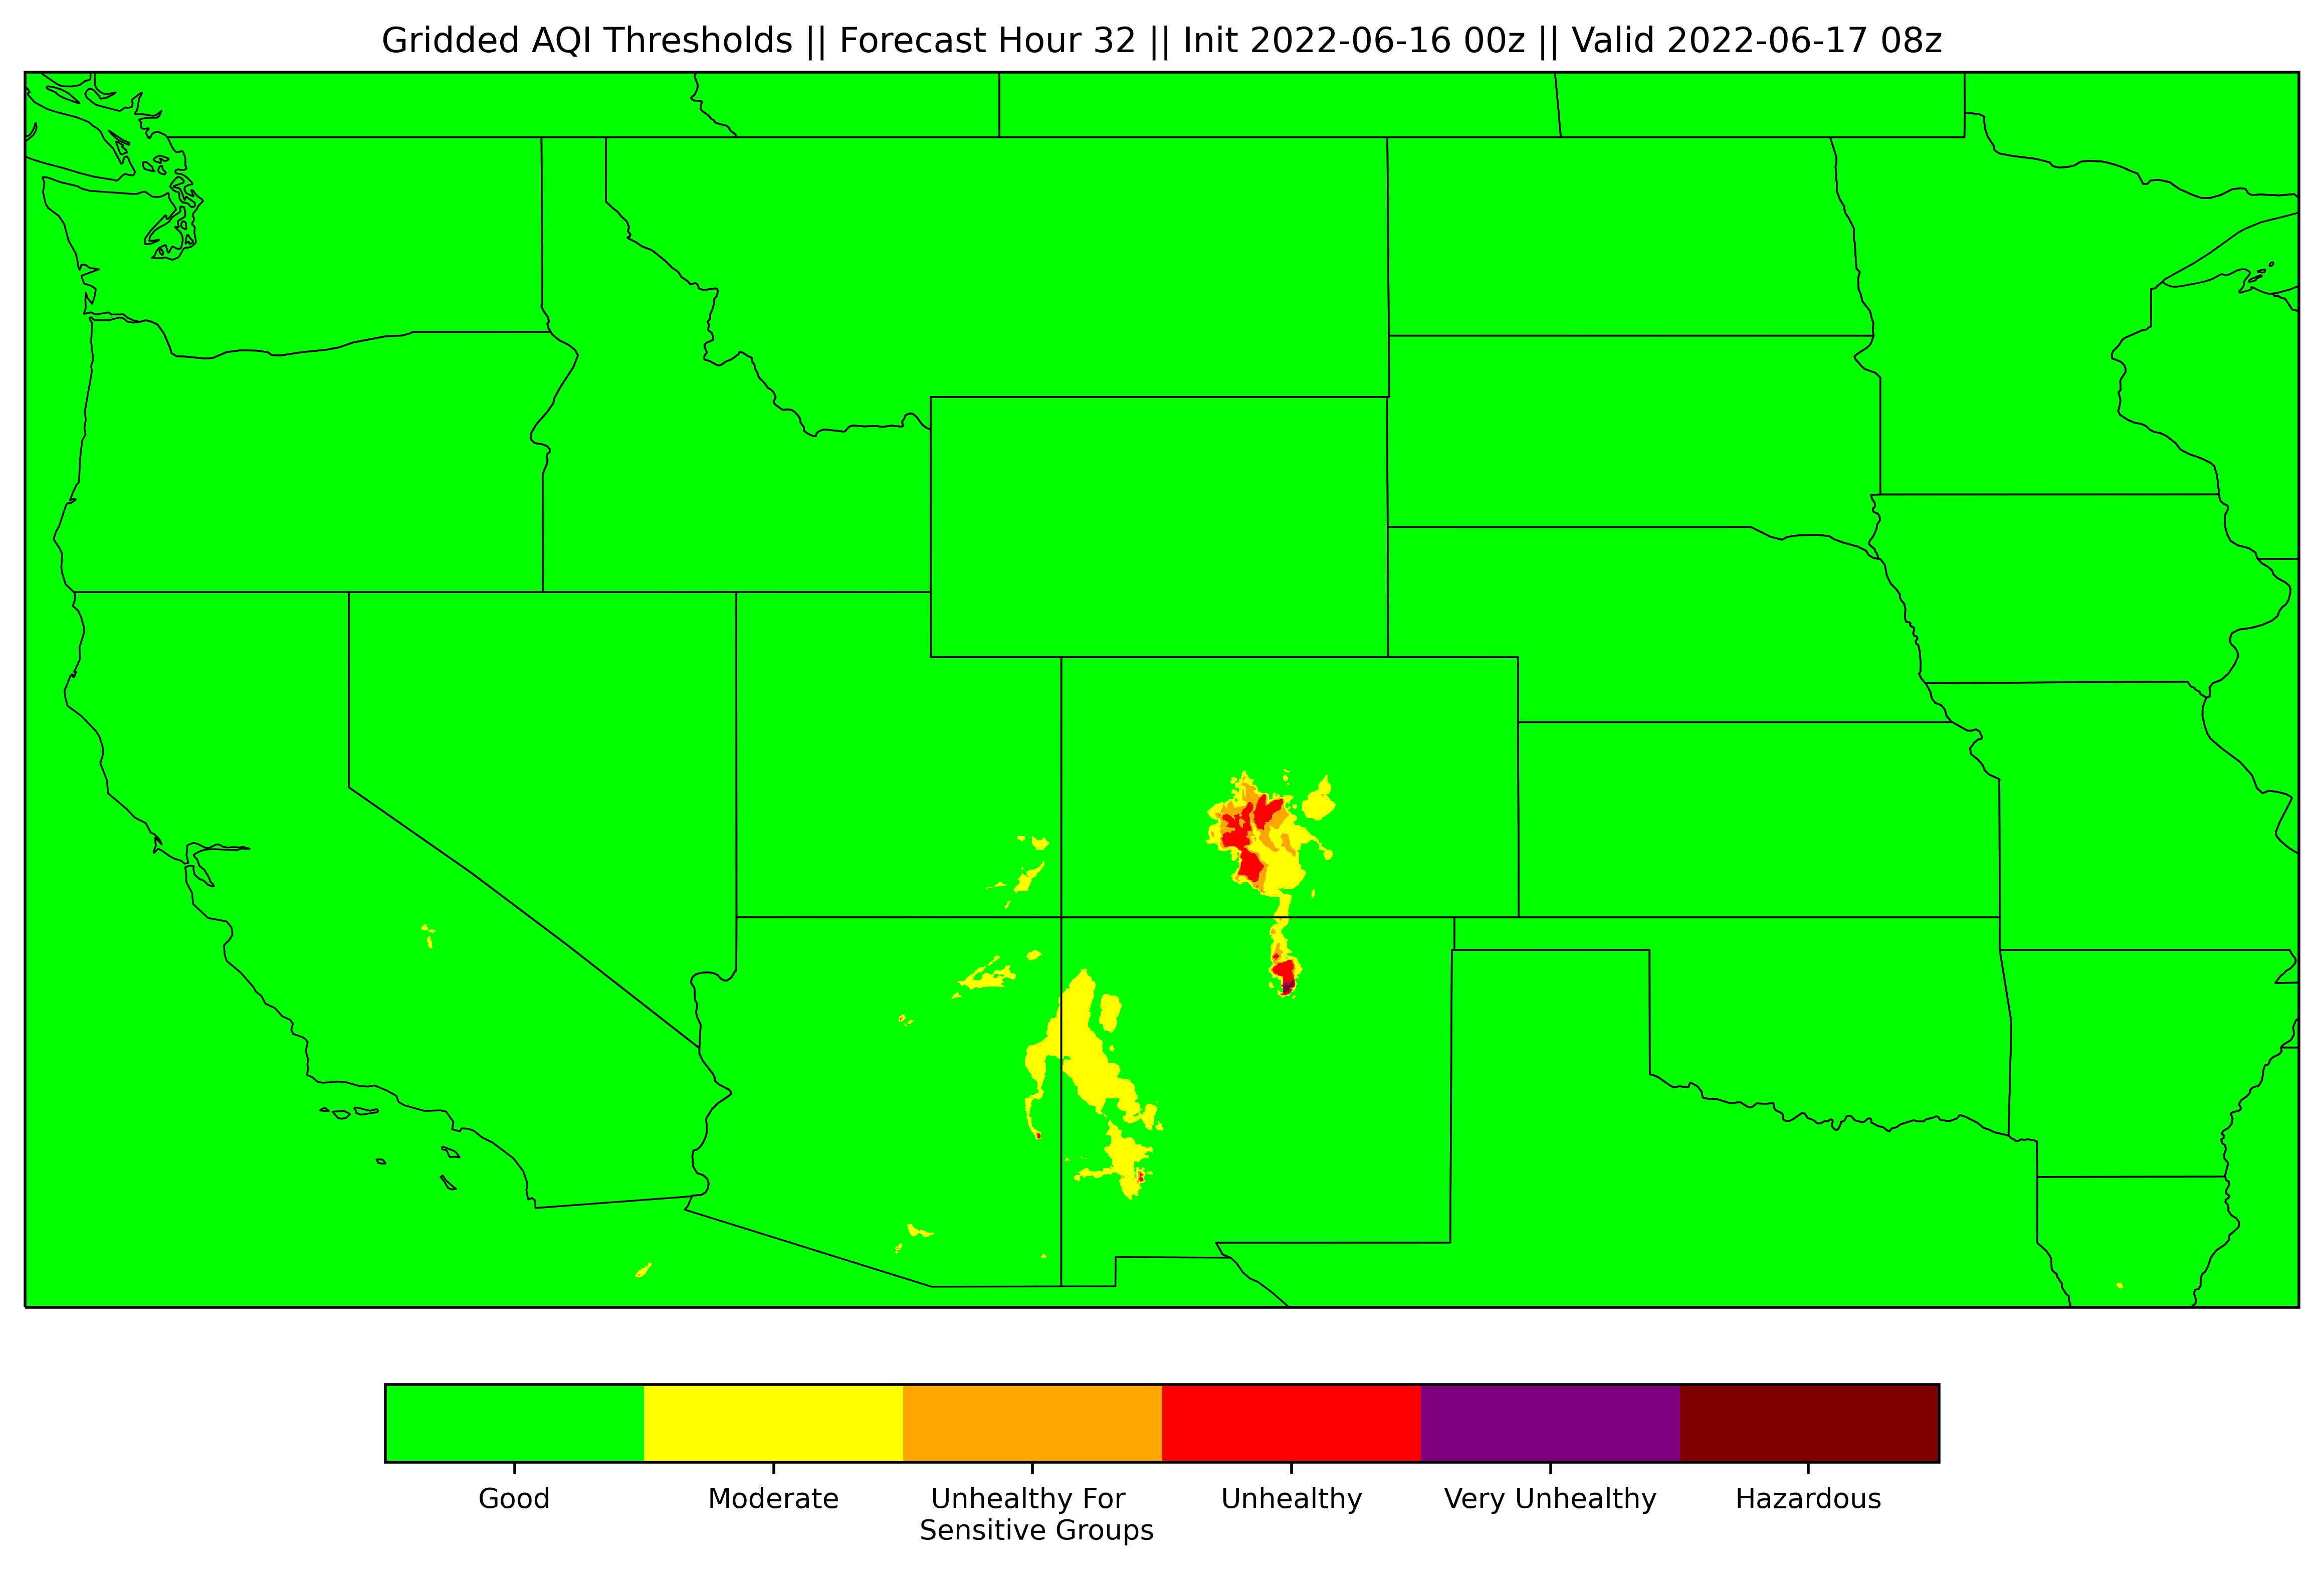 Gridded AQI Thresholds || Forecast Hour 32 || Init 2022-06-16 00z || Valid 2022-06-17 08z
Good
Moderate
Unhealthy For
Sensitive Groups
Unhealthy
Very Unhealthy
Hazardous